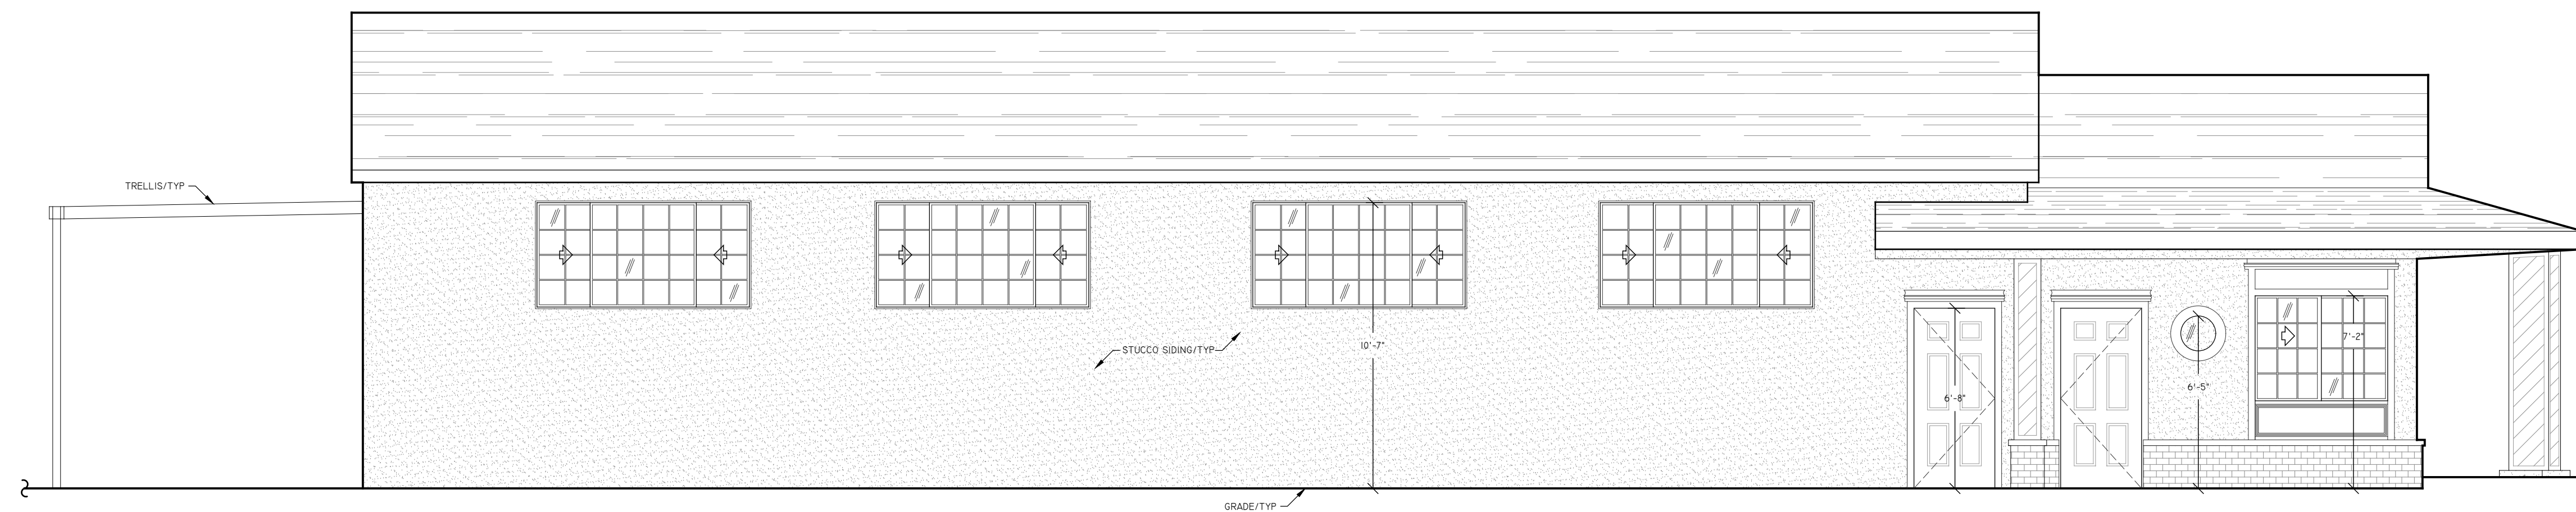 TRELLIS/TYP
STUCCO SIDING/TYP
10'-7"
7'-2"
6'-5"
6'-8"
GRADE/TYP